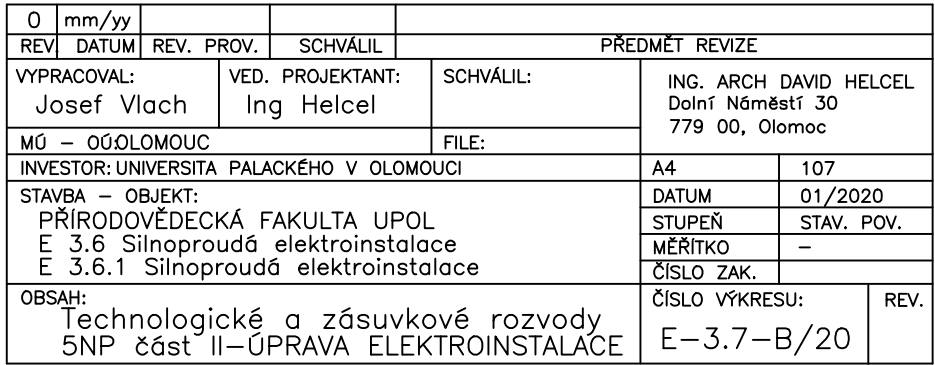 0 mm/yy
REV. DATUM REV. PROV. SCHVÁLIL PŘEDMĚT REVIZE
VYPRACOVAL: VED. PROJEKTANT: SCHVÁLIL:
Josef Vlach Ing Helcel
ING. ARCH DAVID HELCEL
Dolní Náměstí 30
779 00, Olomoc
MÚ – OÚ:OLOMOUC FILE:
INVESTOR: UNIVERSITA PALACKÉHO V OLOMOUCI
A4 107
STAVBA – OBJEKT:
PŘÍRODOVĚDECKÁ FAKULTA UPOL
E 3.6 Silnoproudá elektroinstalace
E 3.6.1 Silnoproudá elektroinstalace
DATUM 01/2020
STUPEŇ STAV. POV.
MĚŘÍTKO –
ČÍSLO ZAK.
OBSAH:
Technologické a zásuvkové rozvody
5NP část II–ÚPRAVA ELEKTROINSTALACE
ČÍSLO VÝKRESU: REV.
E–3.7–B/20